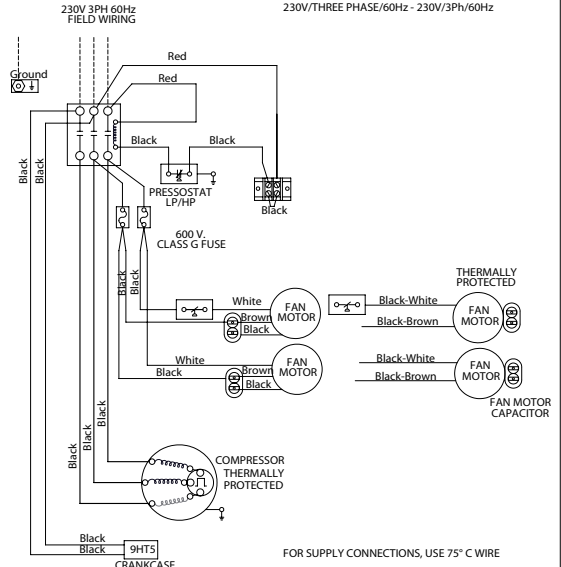 230V 3PH 60Hz
FIELD WIRING
230V/THREE PHASE/60Hz - 230V/3Ph/60Hz
Ground
Red
Red
Black
Black
Black
Black
PRESSOSTAT
LP/HP
Black
600 V.
CLASS G FUSE
Black
Black
White
Brown
Black
FAN
MOTOR
Black-White
Black-Brown
THERMALLY
PROTECTED
FAN
MOTOR
White
Black
Brown
Black
FAN
MOTOR
Black-White
Black-Brown
FAN
MOTOR
FAN MOTOR
CAPACITOR
Black
Black
Black
COMPRESSOR
THERMALLY
PROTECTED
Black
Black
9HT5
CRANKCASE
FOR SUPPLY CONNECTIONS, USE 75° C WIRE